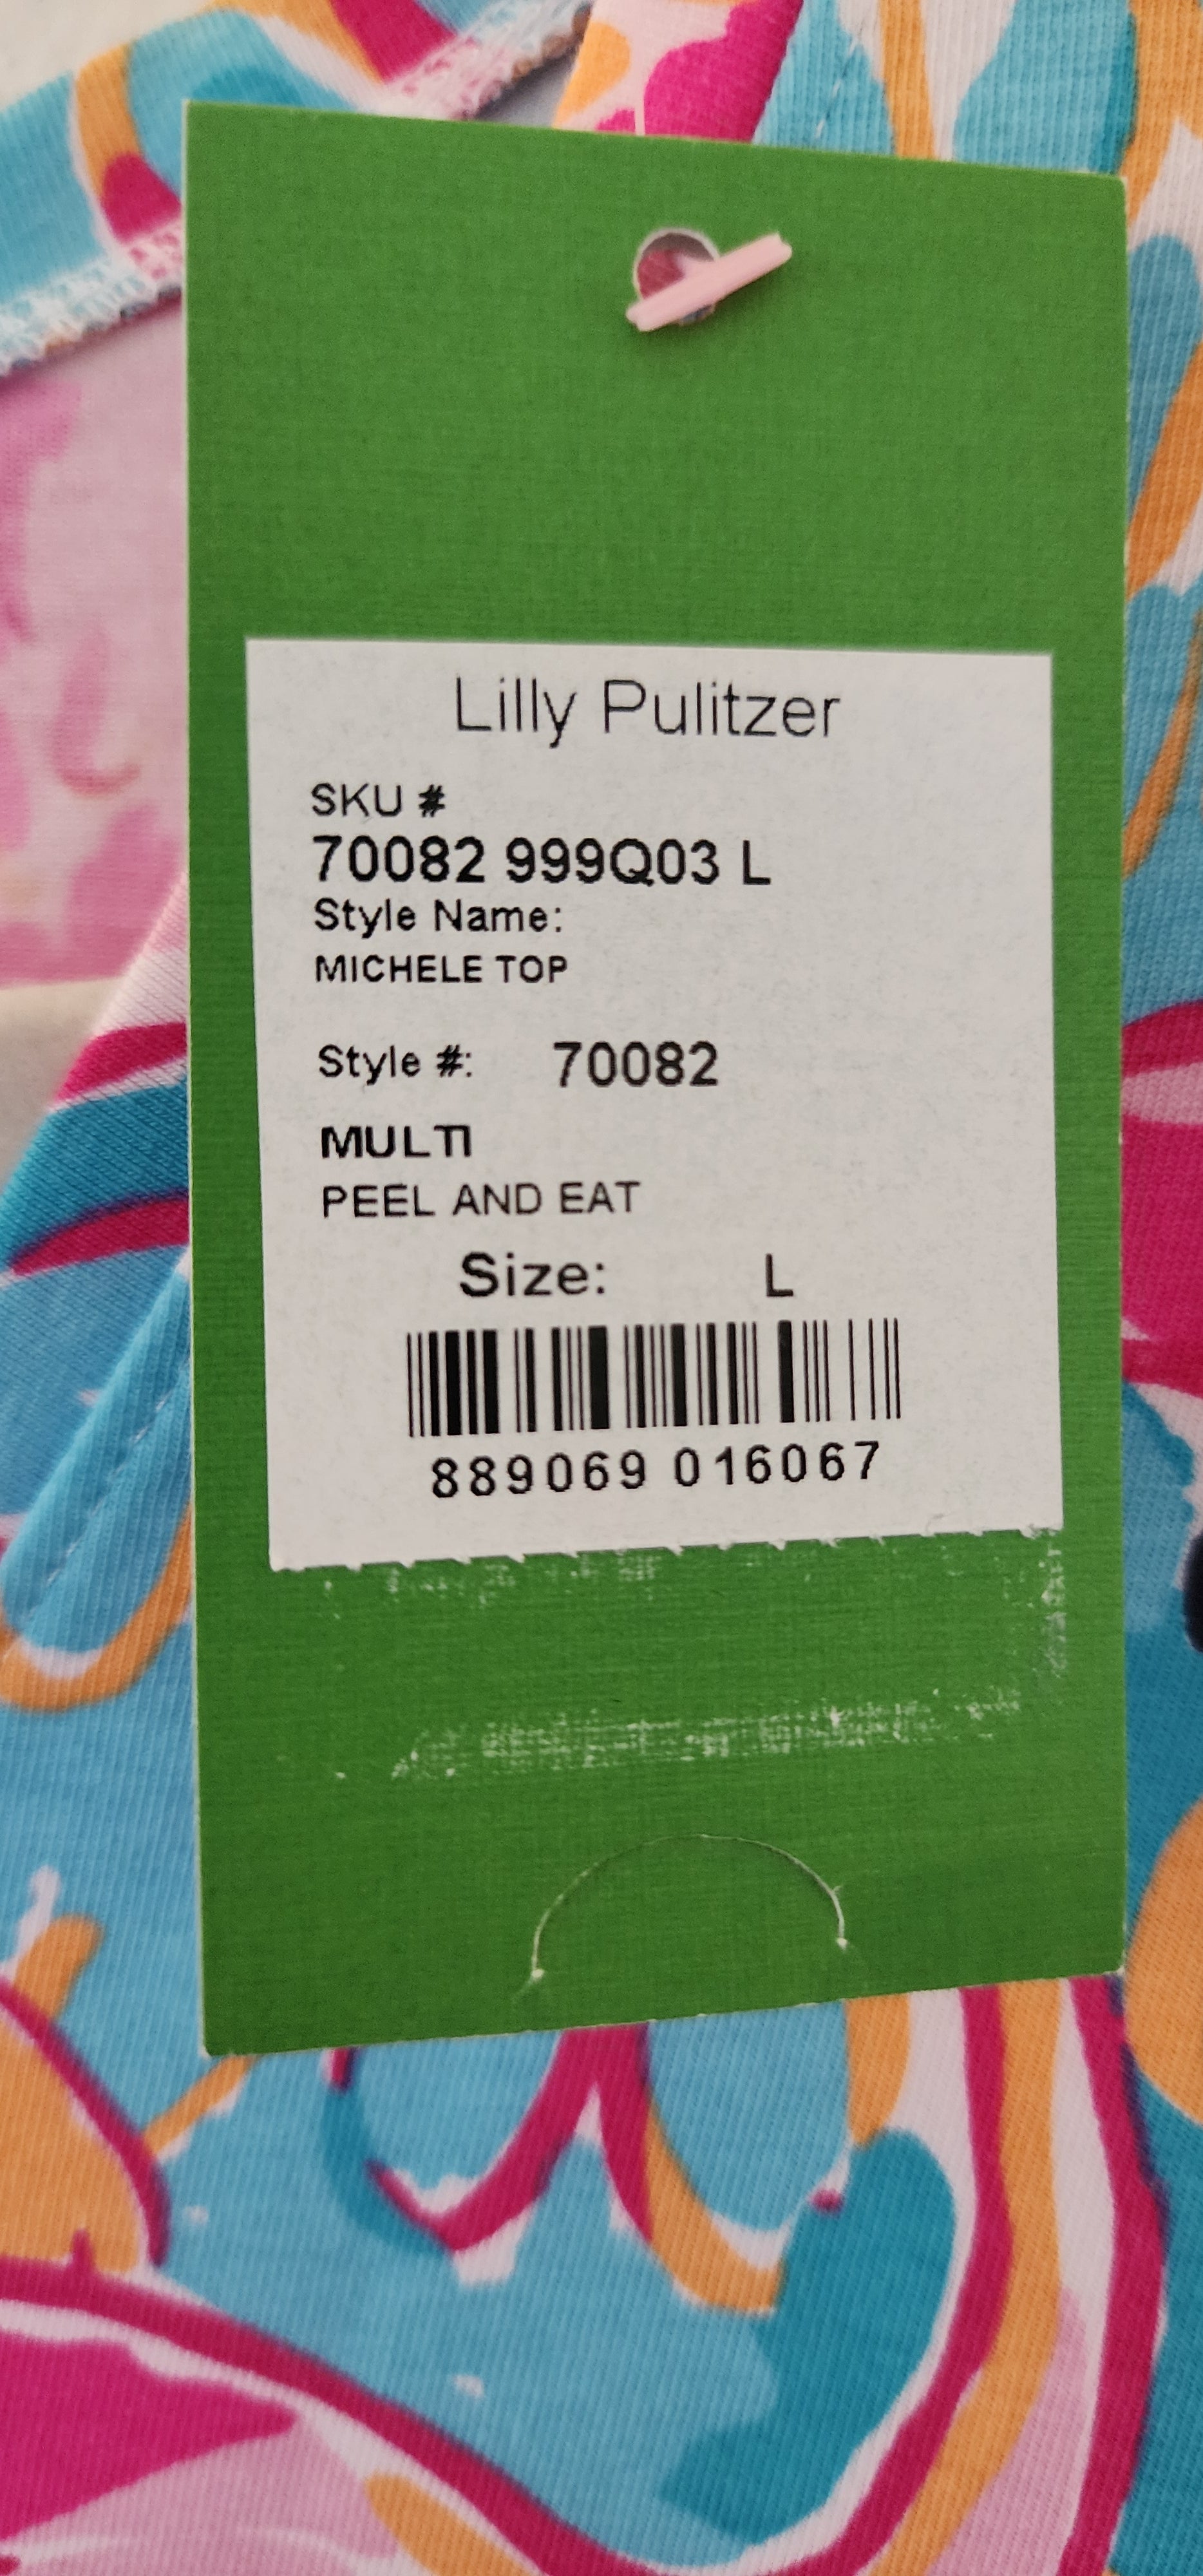 Lilly Pulitzer
SKU #
70082 999Q03 L
Style Name:
MICHELE TOP
Style #: 70082
MULTI
PEEL AND EAT
Size: L
889069 016067